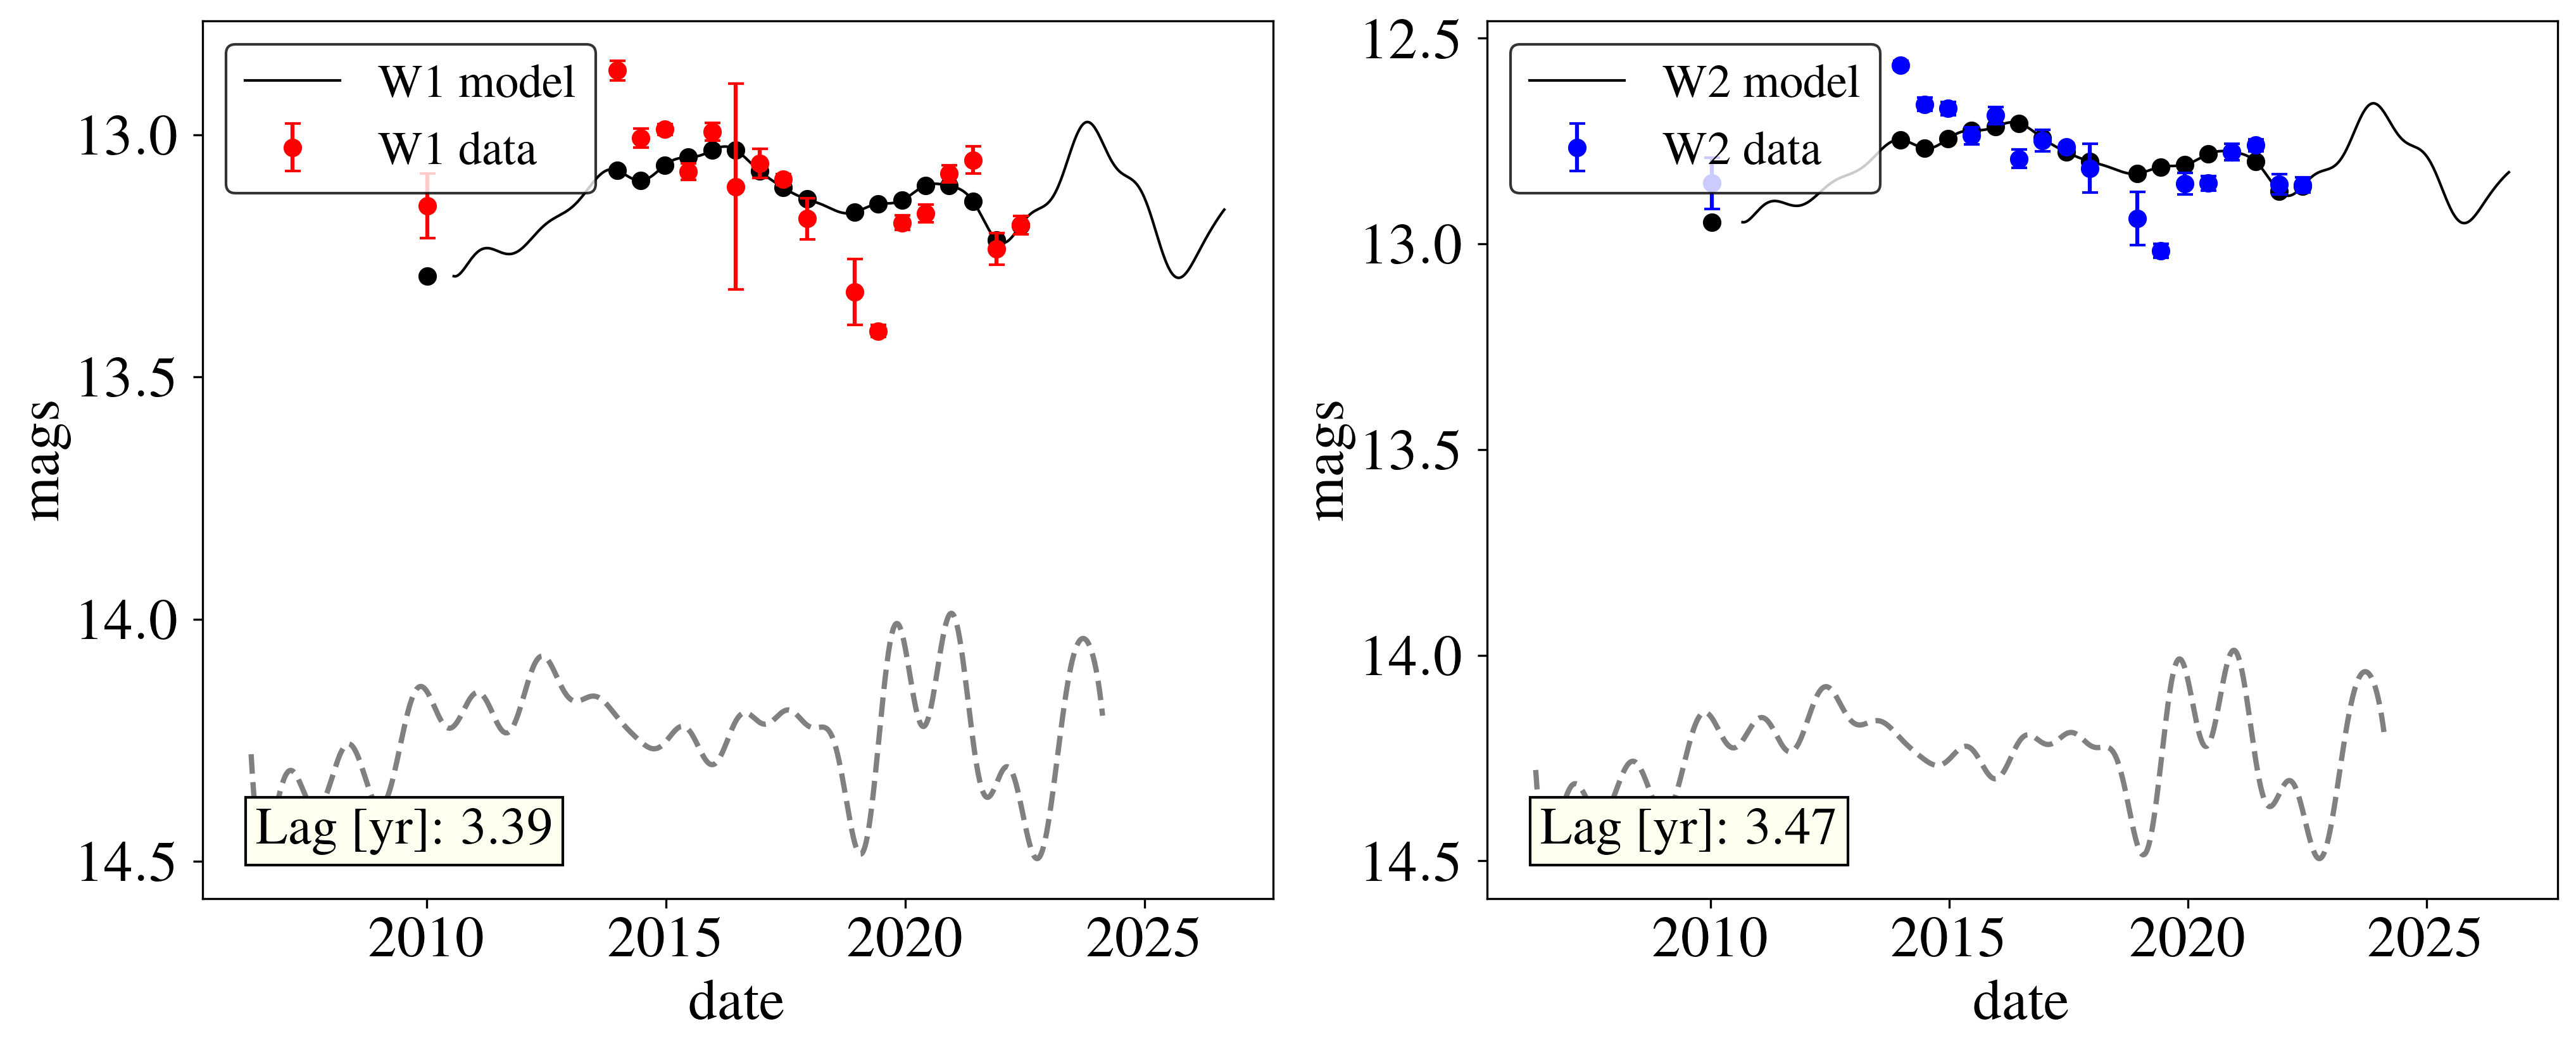 W1 model
W1 data
13.0
13.5
14.0
14.5
mags
Lag [yr]: 3.39
2010 2015 2020 2025
date
W2 model
W2 data
12.5
13.0
13.5
14.0
14.5
mags
Lag [yr]: 3.47
2010 2015 2020 2025
date